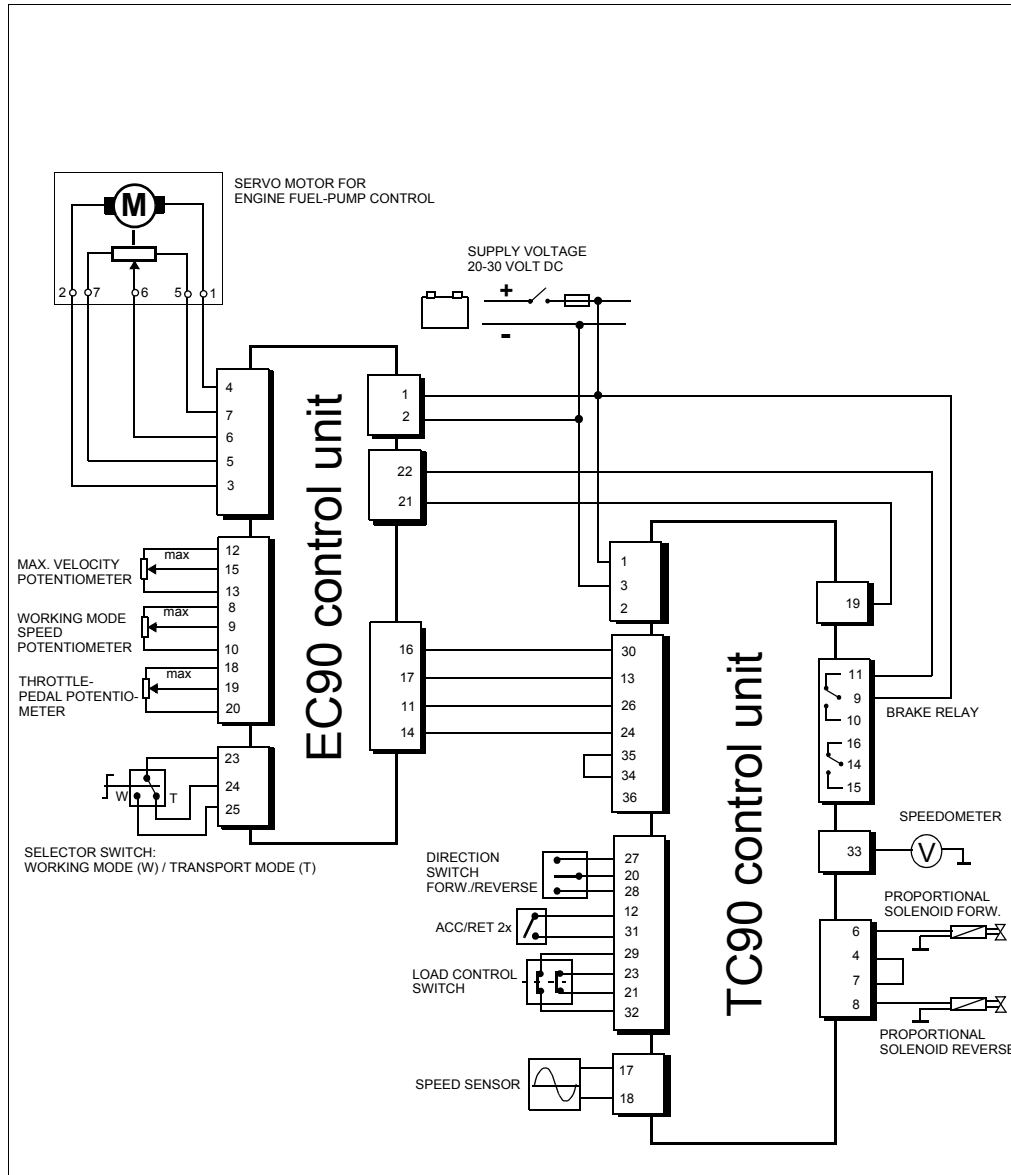 SERVO MOTOR FOR
ENGINE FUEL-PUMP CONTROL
M
2 7 6 5 1
SUPPLY VOLTAGE
20-30 VOLT DC
+
-
EC90 control unit
4
7
6
5
3
1
2
22
21
MAX. VELOCITY
POTENTIOMETER
max
12
15
13
WORKING MODE
SPEED
POTENTIOMETER
max
8
9
10
THROTTLE-
PEDAL POTENTIO-
METER
max
18
19
20
16
17
11
14
W T
23
24
25
SELECTOR SWITCH:
WORKING MODE (W) / TRANSPORT MODE (T)
TC90 control unit
1
3
2
30
13
26
24
35
34
36
DIRECTION
SWITCH
FORW./REVERSE
27
20
28
ACC/RET 2x
12
31
LOAD CONTROL
SWITCH
29
23
21
32
SPEED SENSOR
17
18
19
11
9
10
16
14
15
BRAKE RELAY
SPEEDOMETER
33
V
PROPORTIONAL
SOLENOID FORW.
6
4
7
8
PROPORTIONAL
SOLENOID REVERSE